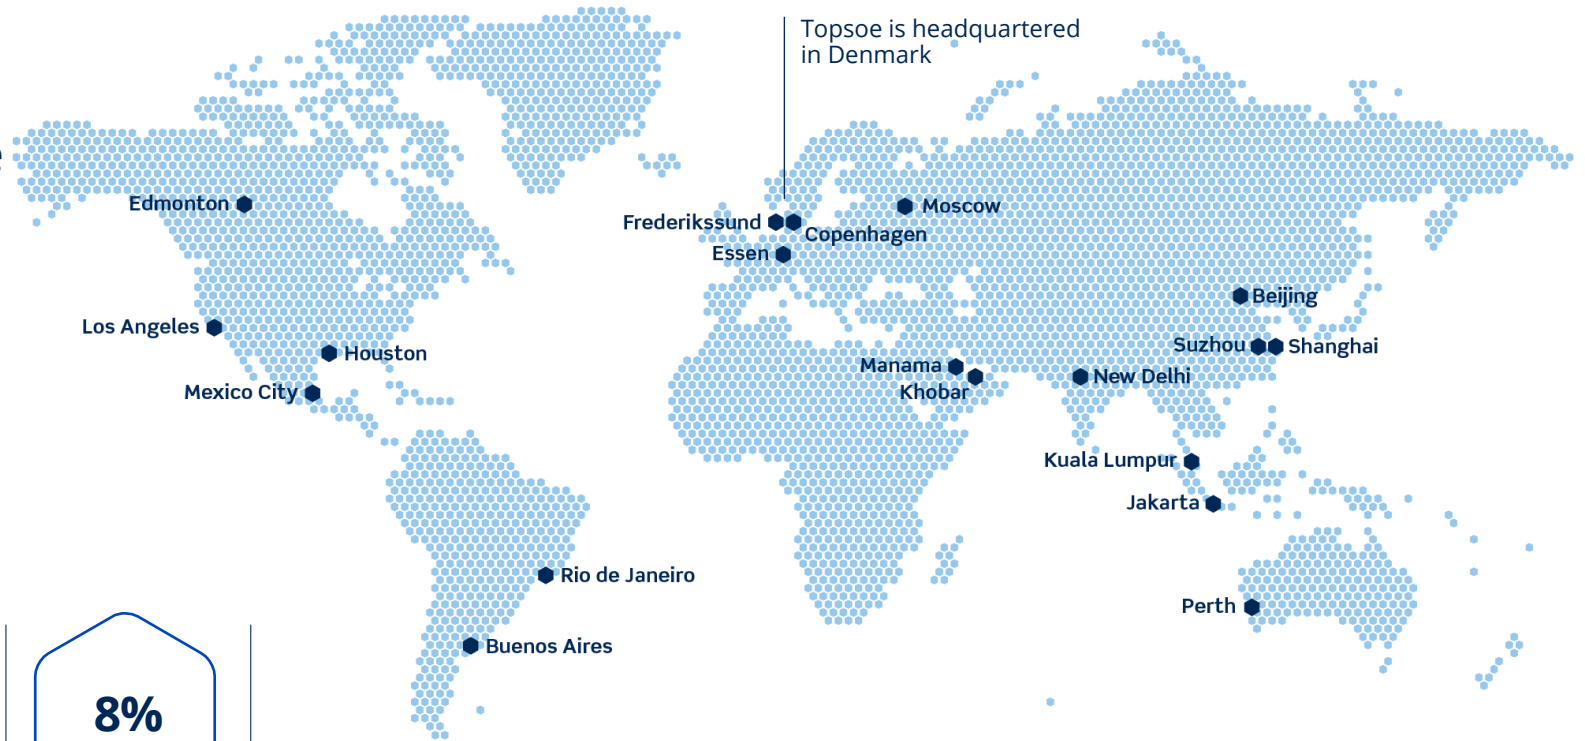 Topsoe is headquartered
in Denmark
Edmonton
Moscow
Frederikssund
Copenhagen
Essen
Beijing
Los Angeles
Houston
Suzhou
Shanghai
Manama
New Delhi
Khobar
Mexico City
Kuala Lumpur
Jakarta
Rio de Janeiro
Perth
Buenos Aires
8%